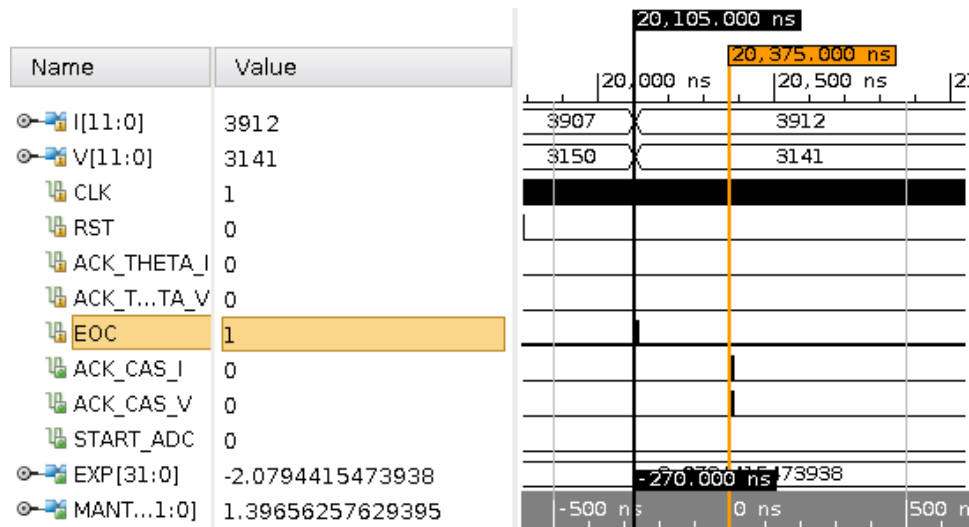 20,105.000 ns
20,375.000 ns
Name Value
20,000 ns 20,500 ns
I[11:0] 3912 3907 3912
V[11:0] 3141 3150 3141
CLK 1
RST 0
ACK_THETA_I 0
ACK_T...TA_V 0
EOC 1
ACK_CAS_I 0
ACK_CAS_V 0
START_ADC 0
EXP[31:0] -2.0794415473938
-270.000 ns
MANT...1:0] 1.39656257629395 -500 ns 0 ns 500 n